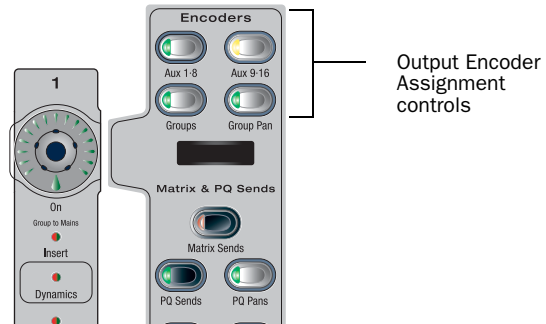 Encoders
Aux 1-8
Aux 9-16
Groups
Group Pan
Output Encoder
Assignment
controls
1
On
Group to Mains
Insert
Dynamics
Matrix & PQ Sends
Matrix Sends
PQ Sends
PQ Pans